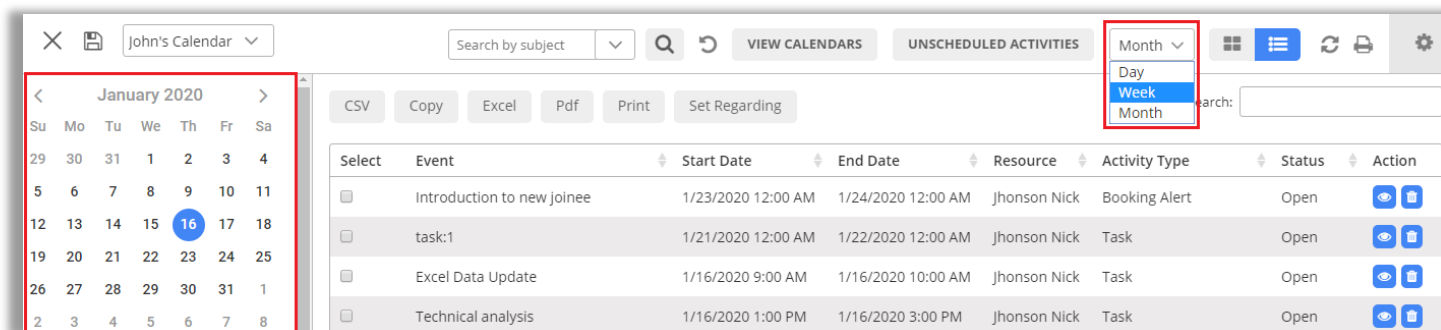 John's Calendar Search by subject VIEW CALENDARS UNSCHEDULED ACTIVITIES Month
Day
Week
Month
January 2020
Su Mo Tu We Th Fr Sa
29 30 31 1 2 3 4
5 6 7 8 9 10 11
12 13 14 15 16 17 18
19 20 21 22 23 24 25
26 27 28 29 30 31 1
2 3 4 5 6 7 8
CSV Copy Excel Pdf Print Set Regarding earch:
Select Event Start Date End Date Resource Activity Type Status Action
Introduction to new joinee 1/23/2020 12:00 AM 1/24/2020 12:00 AM Jhonson Nick Booking Alert Open
task:1 1/21/2020 12:00 AM 1/22/2020 12:00 AM Jhonson Nick Task Open
Excel Data Update 1/16/2020 9:00 AM 1/16/2020 10:00 AM Jhonson Nick Task Open
Technical analysis 1/16/2020 1:00 PM 1/16/2020 3:00 PM Jhonson Nick Task Open